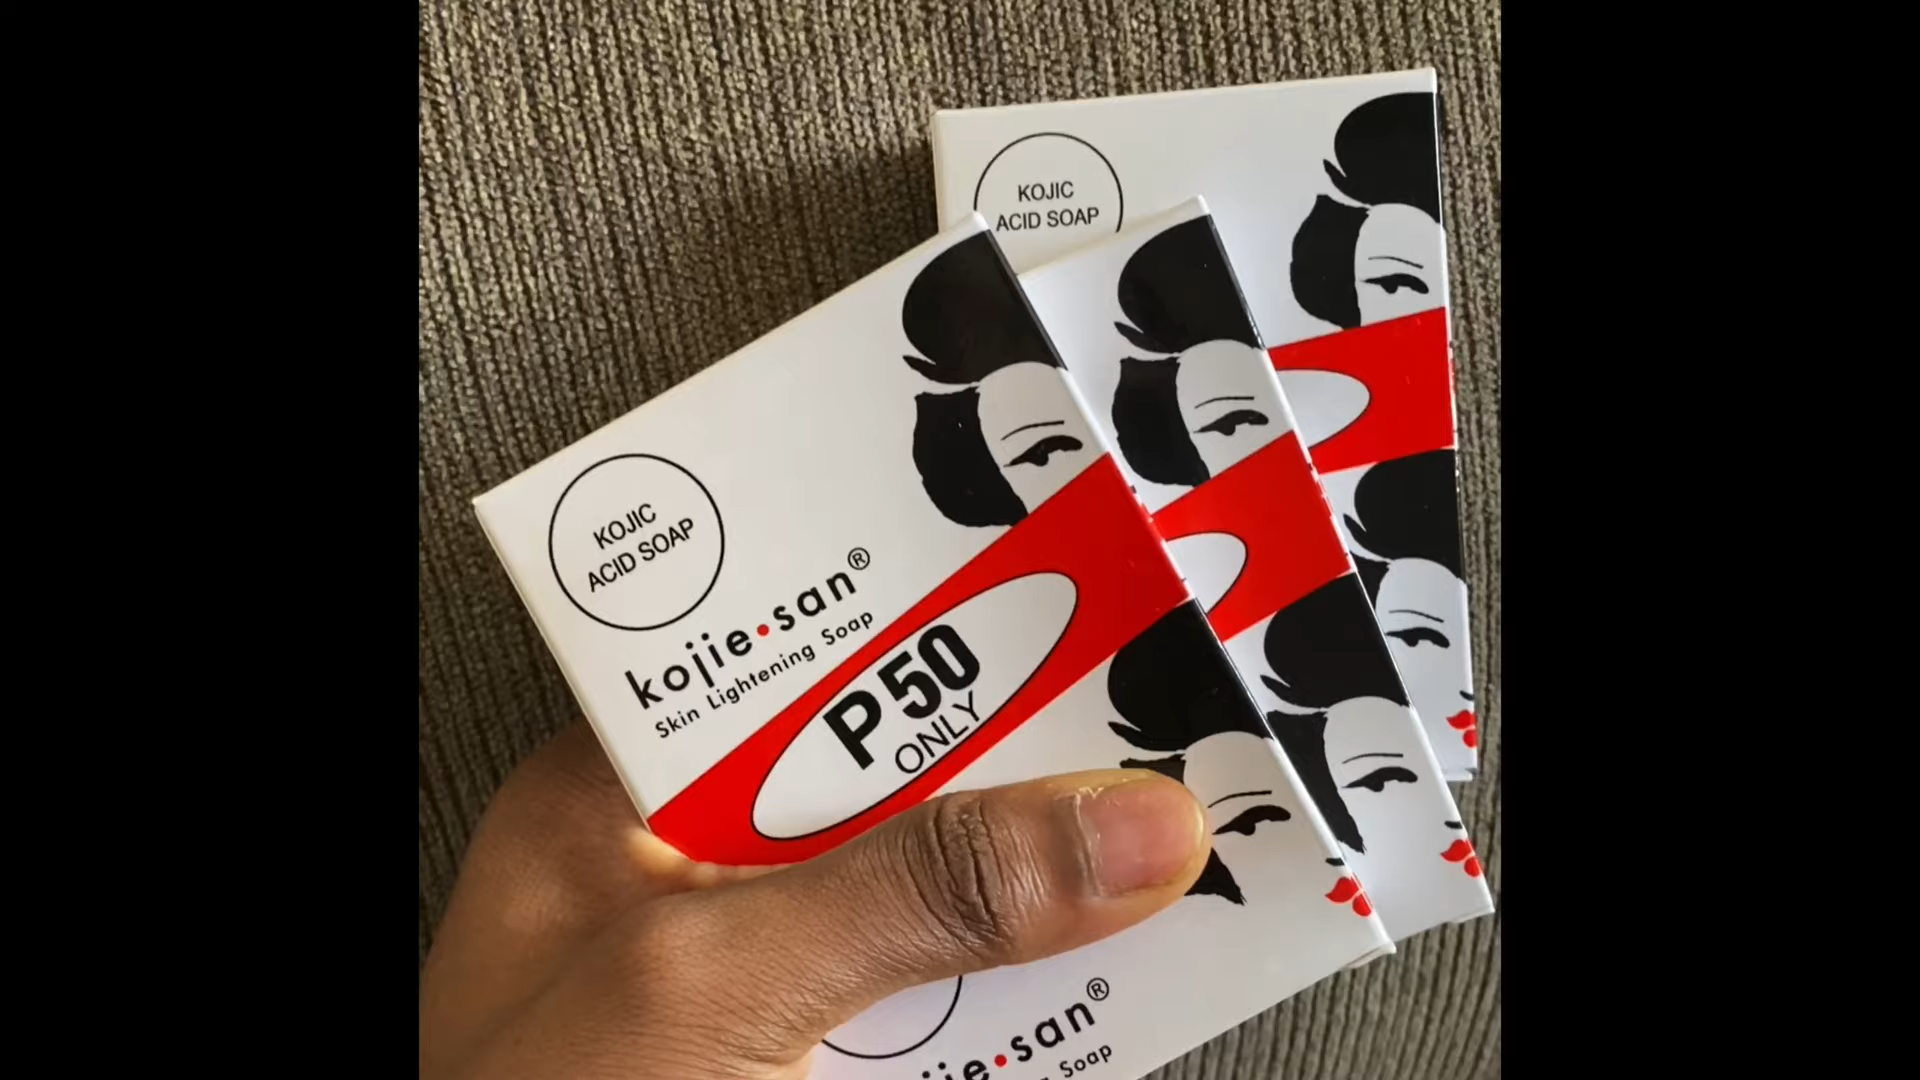 KOJIC
ACID SOAP
KOJIC
ACID SOAP
kojie•san®
Skin Lightening Soap
P50
ONLY
san®
Soap